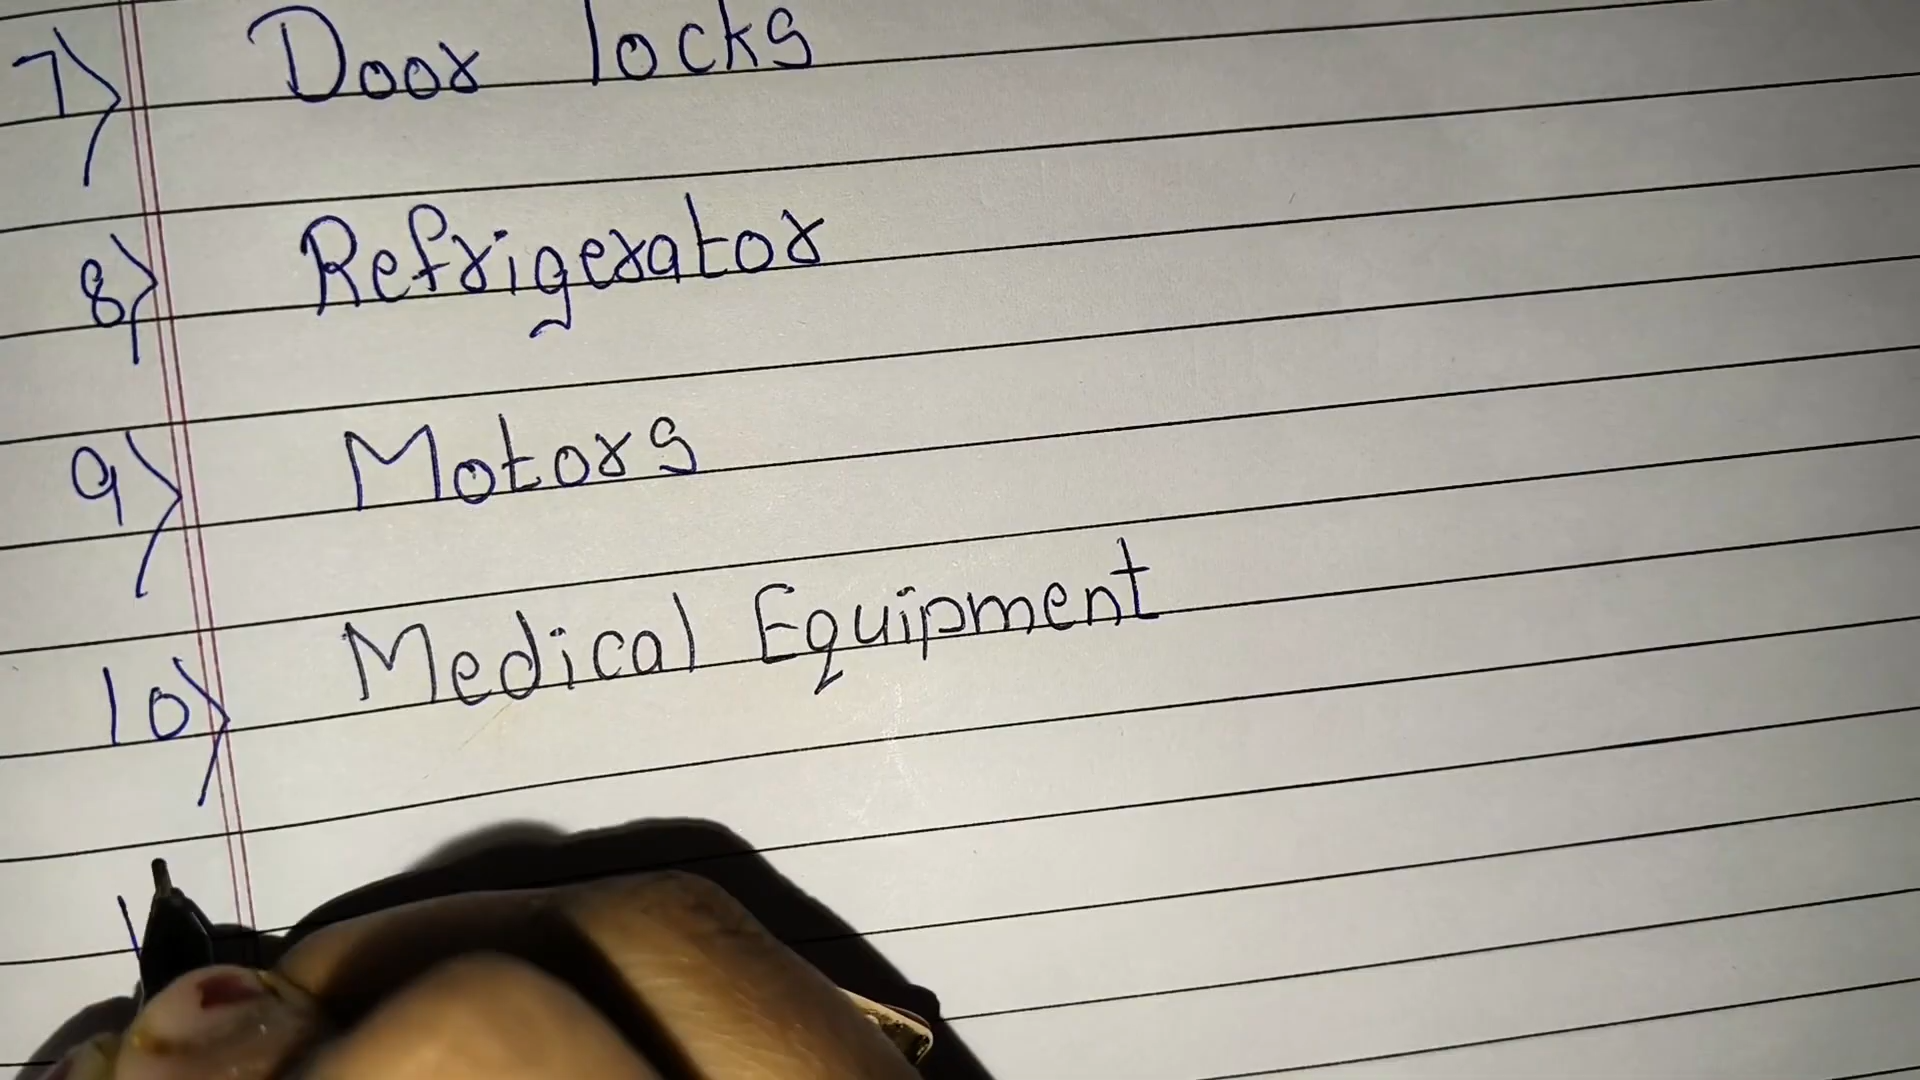 7) Door locks
8) Refrigerator
9) Motors
10) Medical Equipment